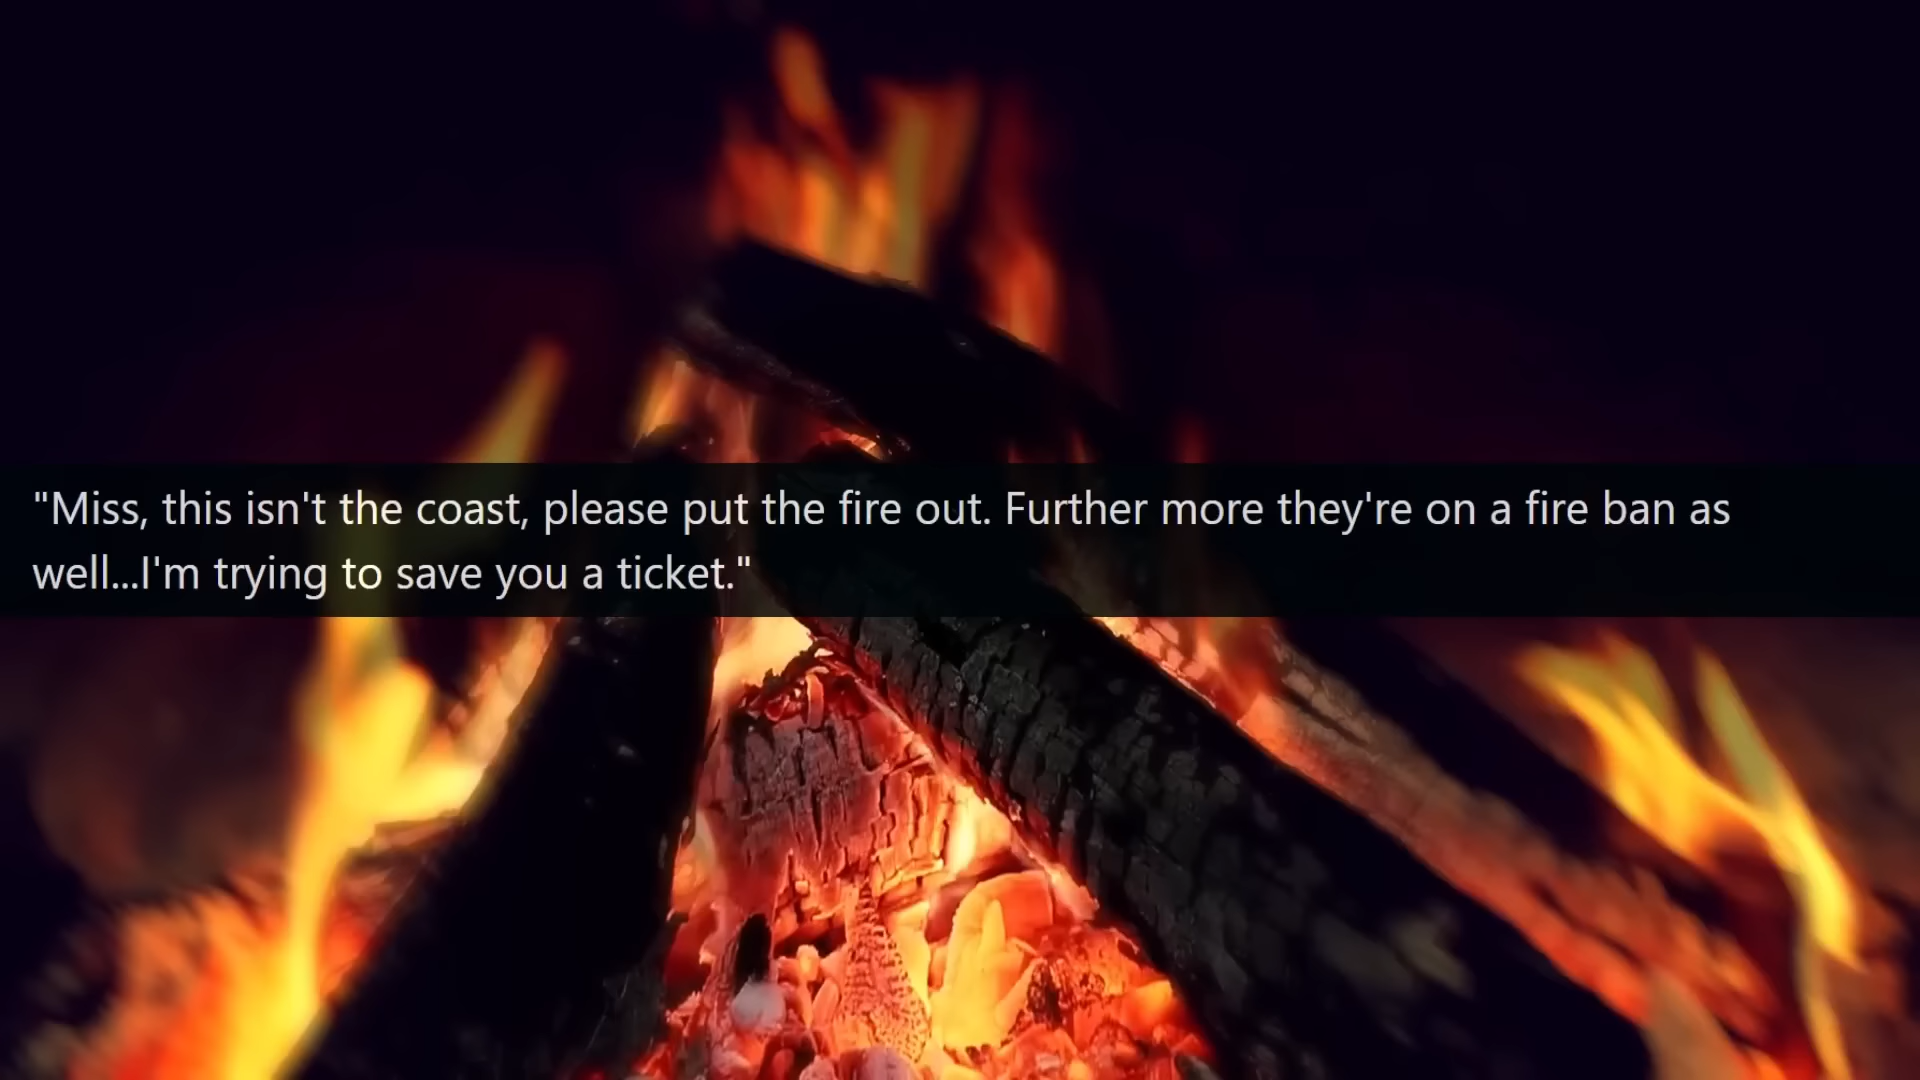 "Miss, this isn't the coast, please put the fire out. Further more they're on a fire ban as
well...I'm trying to save you a ticket."